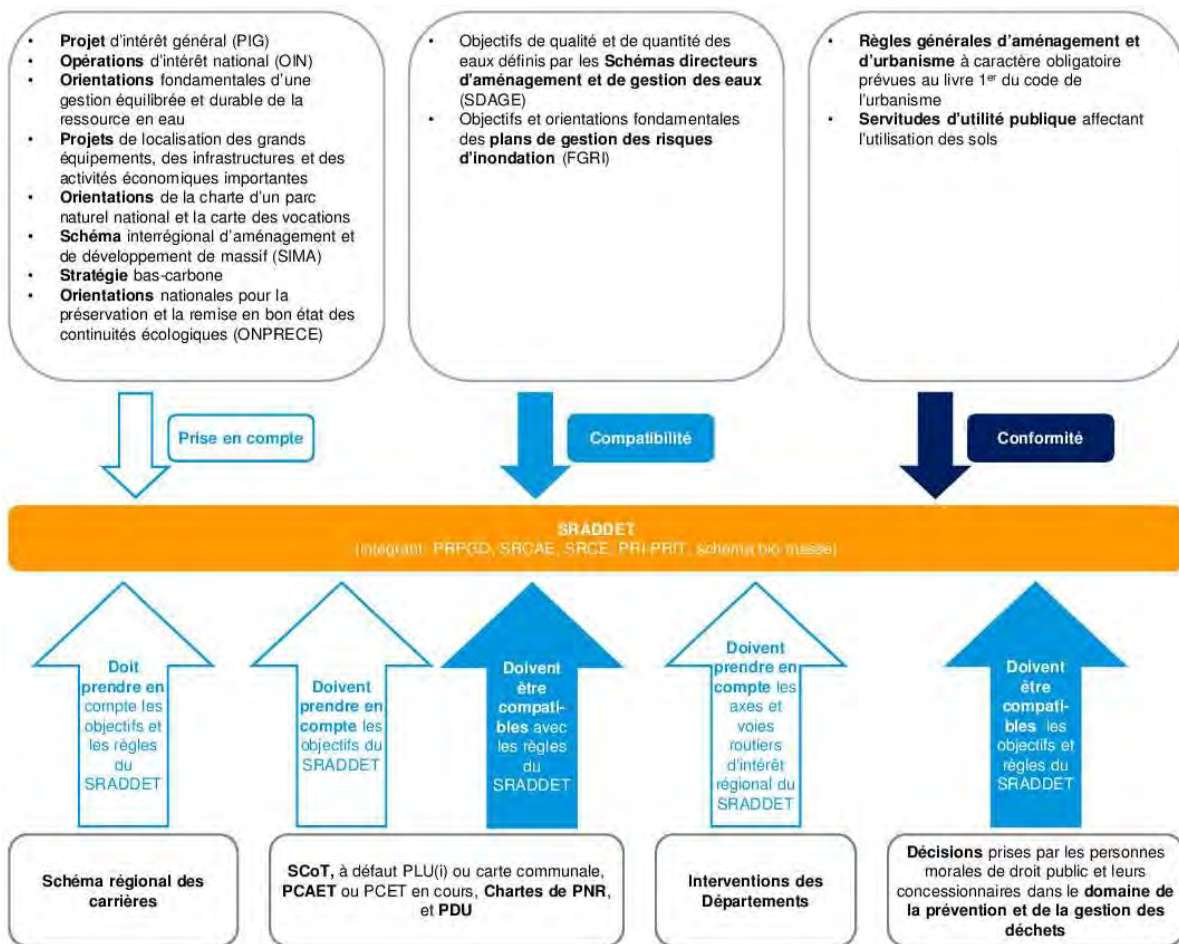 • Projet d'intérêt général (PIG)
• Opérations d'intérêt national (OIN)
• Orientations fondamentales d'une
gestion équilibrée et durable de la
ressource en eau
• Projets de localisation des grands
équipements, des infrastructures et des
activités économiques importantes
• Orientations de la charte d'un parc
naturel national et la carte des vocations
• Schéma interrégional d'aménagement et
de développement de massif (SIMA)
• Stratégie bas-carbone
• Orientations nationales pour la
préservation et la remise en bon état des
continuités écologiques (ONPRECE)
• Objectifs de qualité et de quantité des
eaux définis par les Schémas directeurs
d'aménagement et de gestion des eaux
(SDAGE)
• Objectifs et orientations fondamentales
des plans de gestion des risques
d'inondation (FGRI)
• Règles générales d'aménagement et
d'urbanisme à caractère obligatoire
prévues au livre 1er du code de
l'urbanisme
• Servitudes d'utilité publique affectant
l'utilisation des sols
Prise en compte
Compatibilité
Conformité
SRADDET
(intégrant: PRPGD, SRCAE, SRCE, PRI-PRIT, schéma bio masse)
Doit
prendre en
compte les
objectifs et
les règles
du
SRADDET
Doivent
prendre en
compte les
objectifs du
SRADDET
Doivent
être
compati-
bles avec
les règles
du
SRADDET
Doivent
prendre en
compte les
axes et
voies
routiers
d'intérêt
régional du
SRADDET
Doivent
être
compati-
bles les
objectifs et
règles du
SRADDET
Schéma régional des
carrières
SCoT, à défaut PLU(i) ou carte communale,
PCAET ou PCET en cours, Chartes de PNR,
et PDU
Interventions des
Départements
Décisions prises par les personnes
morales de droit public et leurs
concessionnaires dans le domaine de
la prévention et de la gestion des
déchets